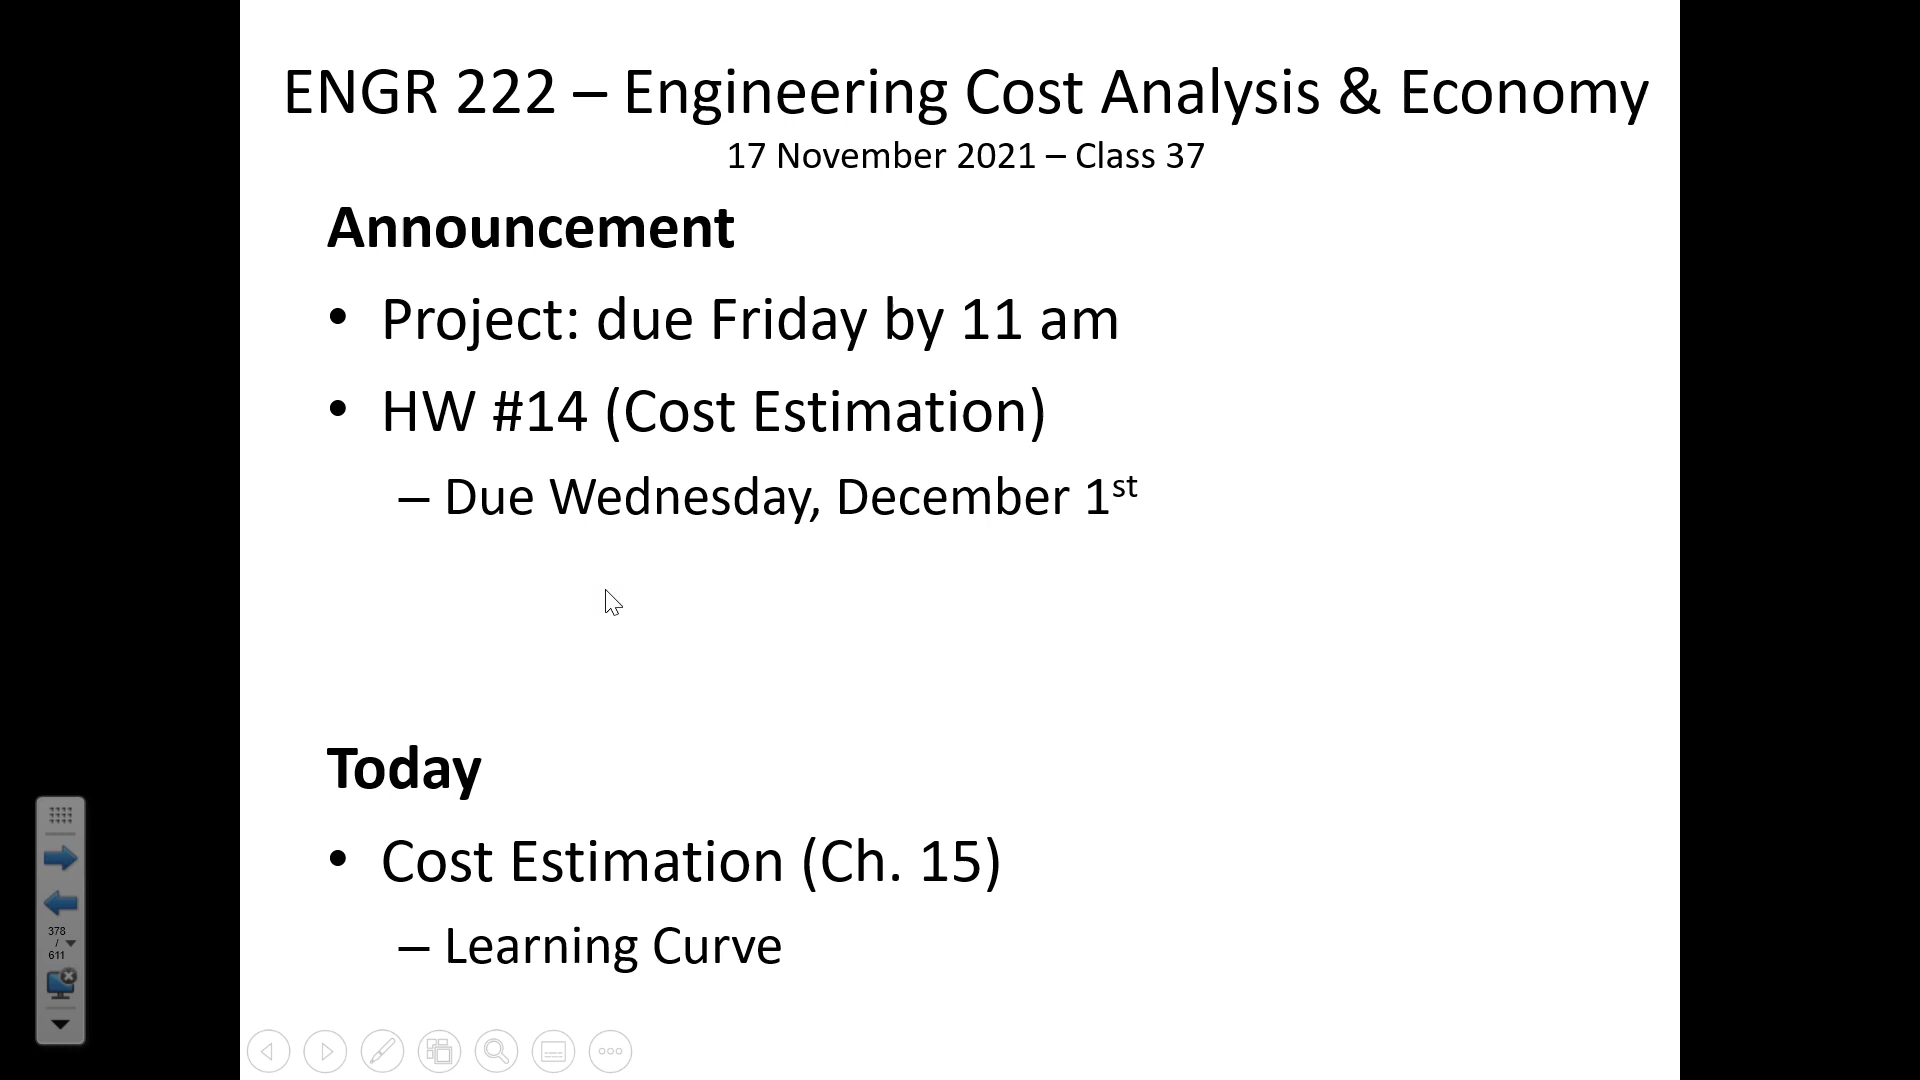 ENGR 222 – Engineering Cost Analysis & Economy
17 November 2021 – Class 37
Announcement
• Project: due Friday by 11 am
• HW #14 (Cost Estimation)
– Due Wednesday, December 1st
Today
• Cost Estimation (Ch. 15)
– Learning Curve
378
/
611